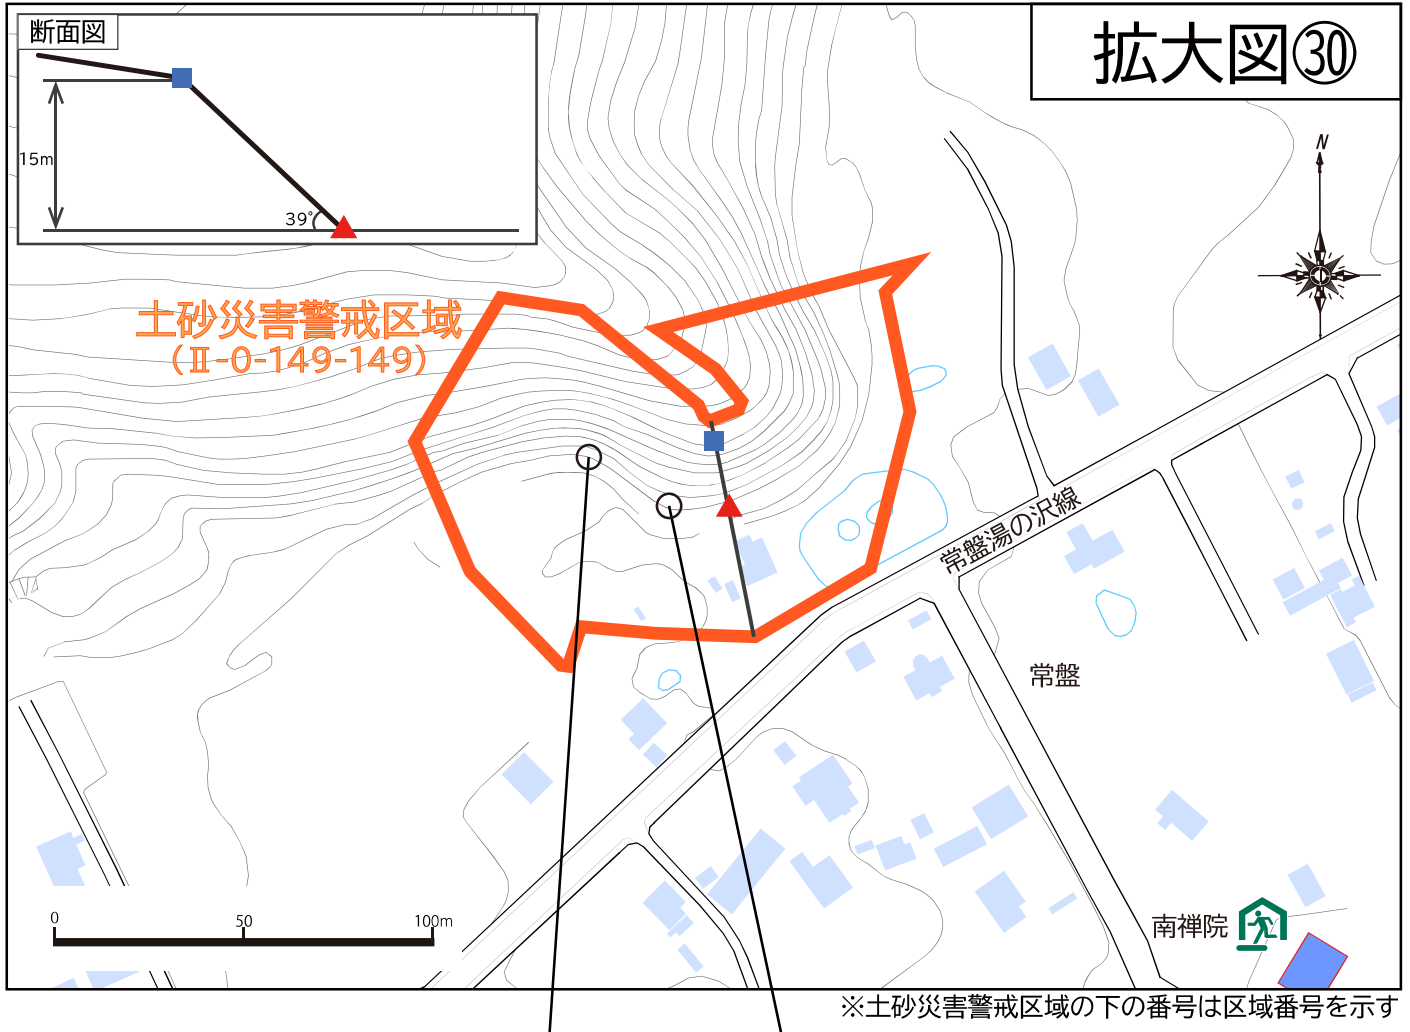 断面図
15m
39°
拡大図㉚
N
土砂災害警戒区域
(Ⅱ-0-149-149)
常盤湯の沢線
常盤
南禅院
0 50 100m
※土砂災害警戒区域の下の番号は区域番号を示す